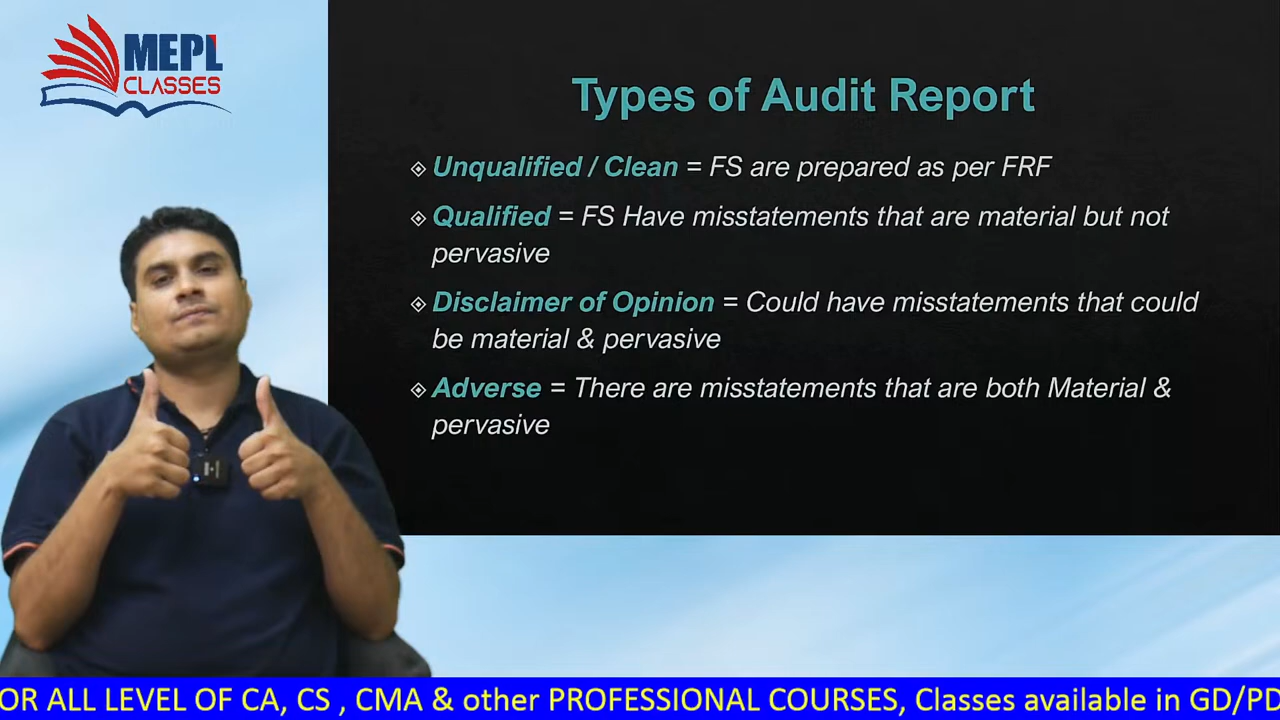 MEPL
CLASSES
Types of Audit Report
Unqualified / Clean = FS are prepared as per FRF
Qualified = FS Have misstatements that are material but not
pervasive
Disclaimer of Opinion = Could have misstatements that could
be material & pervasive
Adverse = There are misstatements that are both Material &
pervasive
OR ALL LEVEL OF CA, CS , CMA & other PROFESSIONAL COURSES, Classes available in GD/PD